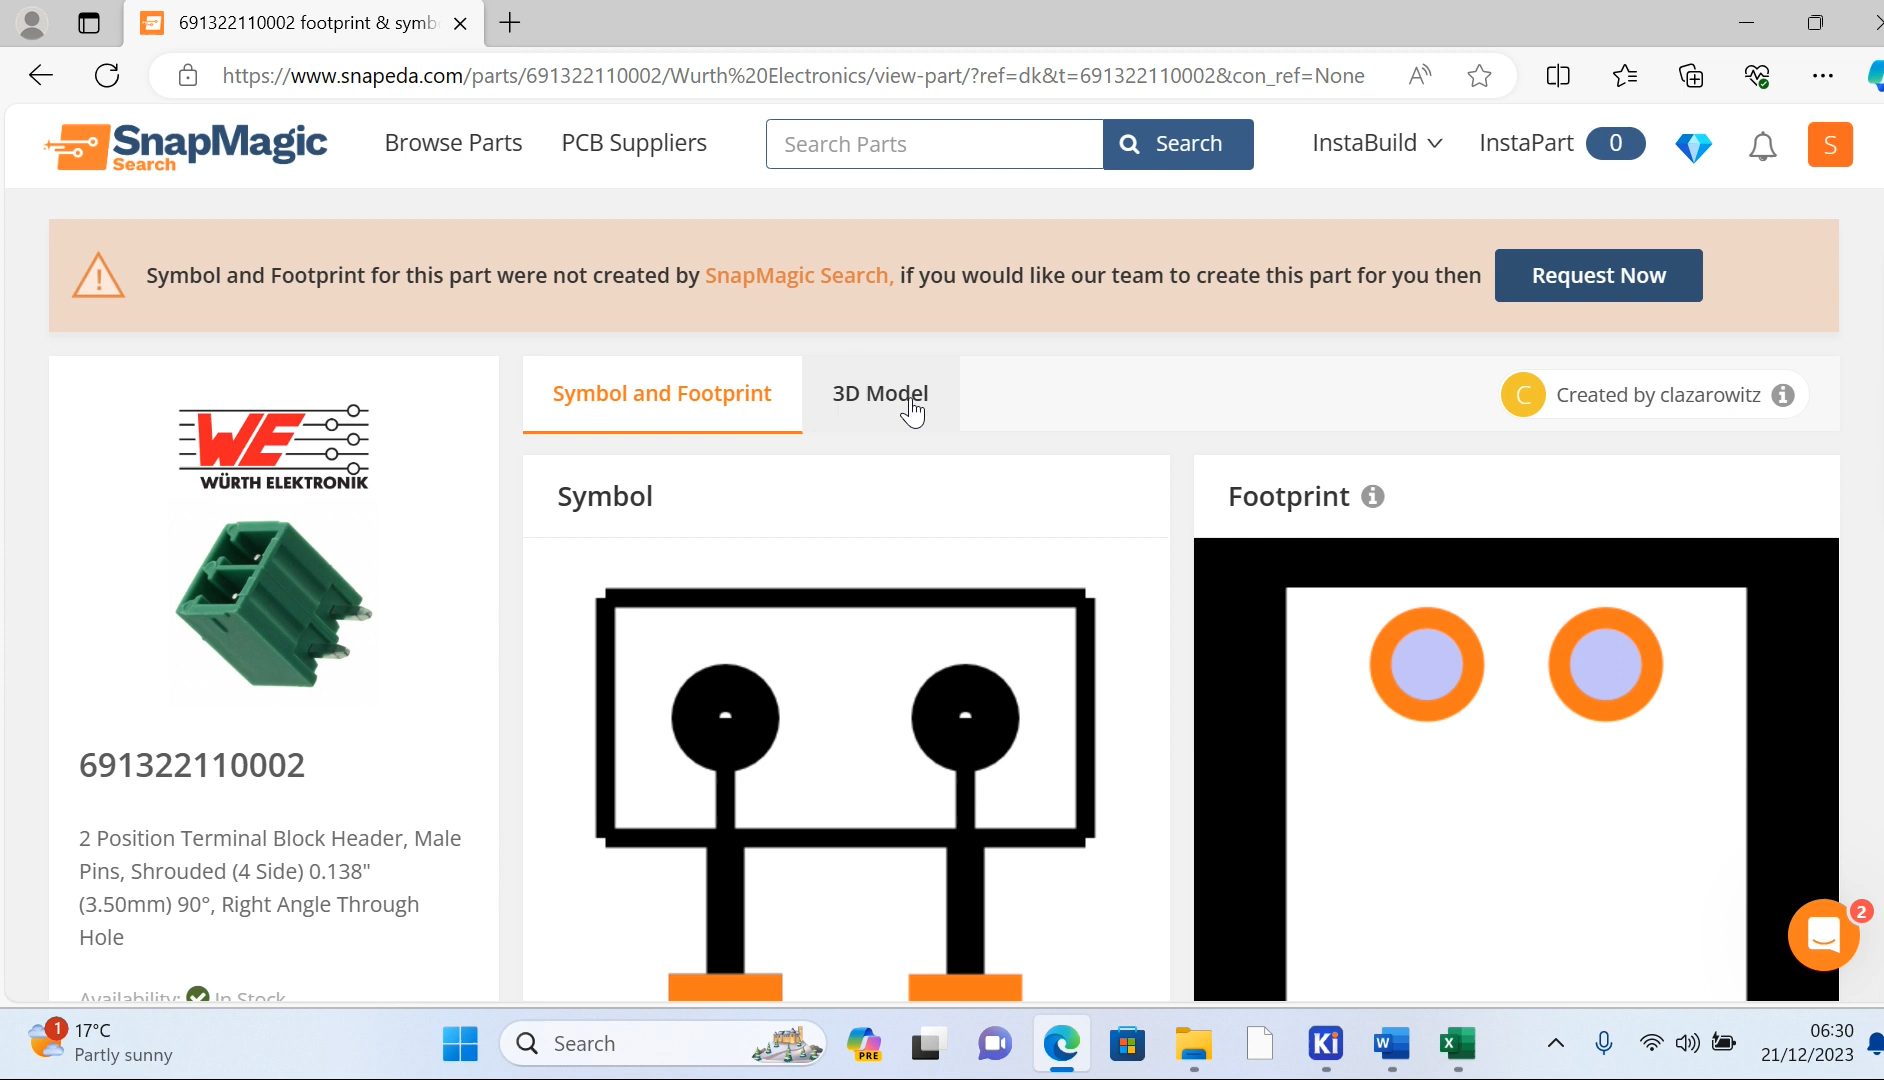 691322110002 footprint & symb
https://www.snapeda.com/parts/691322110002/Wurth%20Electronics/view-part/?ref=dk&t=691322110002&con_ref=None
SnapMagic
Search
Browse Parts
PCB Suppliers
Search Parts
Search
InstaBuild
InstaPart
0
S
Symbol and Footprint for this part were not created by SnapMagic Search, if you would like our team to create this part for you then
Request Now
Symbol and Footprint
3D Model
C
Created by clazarowitz
WE
WÜRTH ELEKTRONIK
Symbol
Footprint
691322110002
2 Position Terminal Block Header, Male
Pins, Shrouded (4 Side) 0.138"
(3.50mm) 90°, Right Angle Through
Hole
Availability: In Stock
2
1
17°C
Partly sunny
Search
PRE
Ki
W
X
06:30
21/12/2023